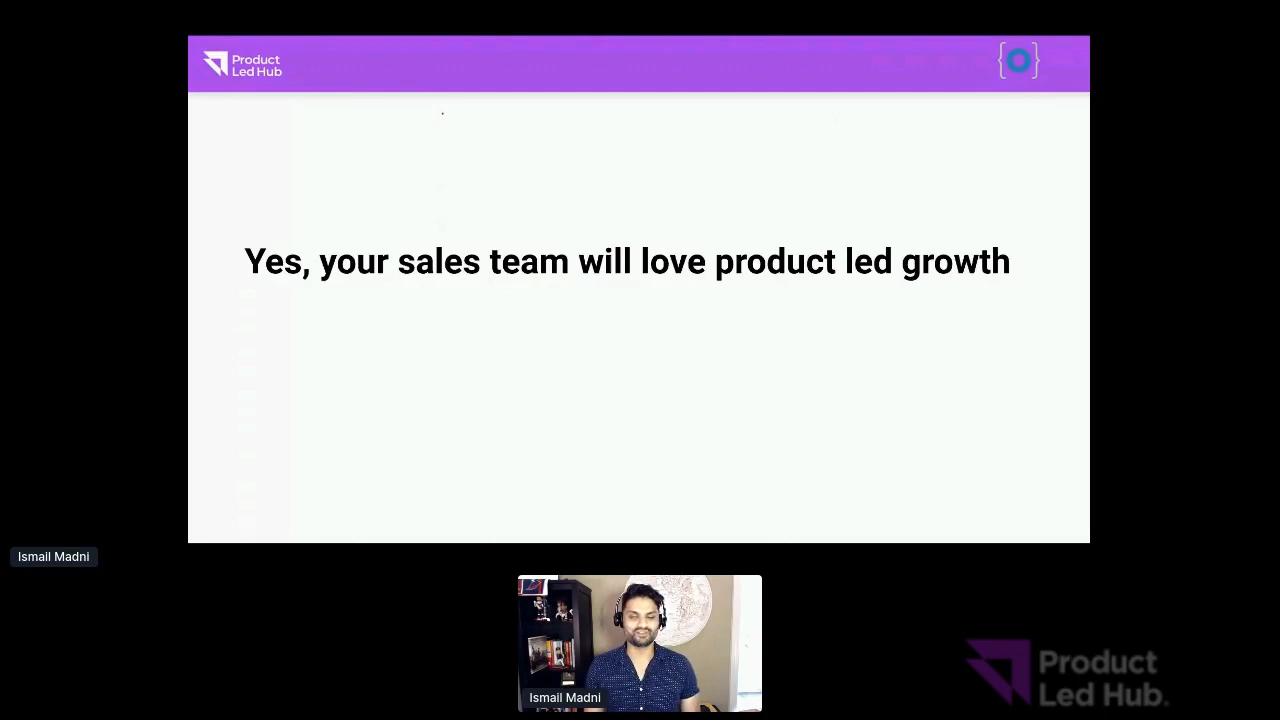 Product
Led Hub
{O}
Yes, your sales team will love product led growth
Ismail Madni
Ismail Madni
Product
Led Hub.